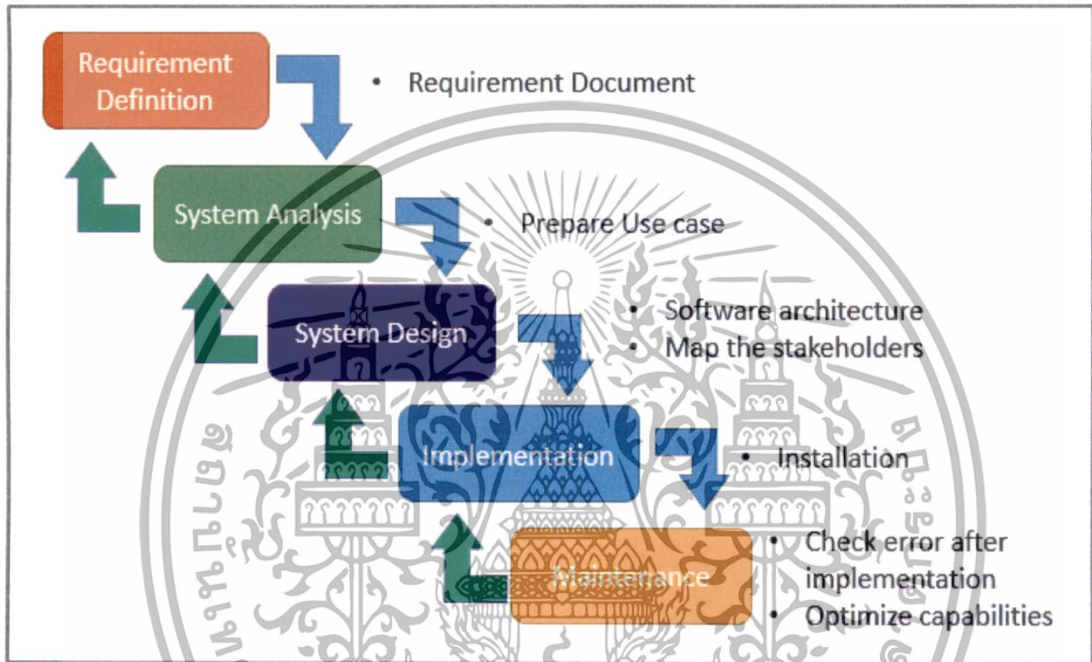 Requirement
Definition
• Requirement Document
System Analysis
• Prepare Use case
System Design
• Software architecture
• Map the stakeholders
Implementation
• Installation
Maintenance
• Check error after
implementation
• Optimize capabilities